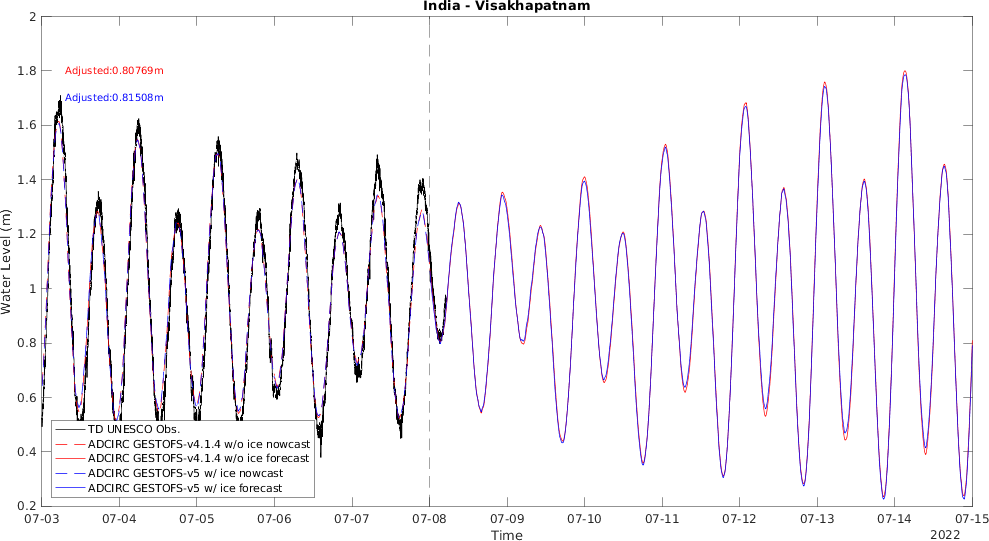 India - Visakhapatnam
2
1.8
1.6
1.4
1.2
1
0.8
0.6
0.4
0.2
Water Level (m)
Adjusted:0.80769m
Adjusted:0.81508m
TD UNESCO Obs.
ADCIRC GESTOFS-v4.1.4 w/o ice nowcast
ADCIRC GESTOFS-v4.1.4 w/o ice forecast
ADCIRC GESTOFS-v5 w/ ice nowcast
ADCIRC GESTOFS-v5 w/ ice forecast
07-03 07-04 07-05 07-06 07-07 07-08 07-09 07-10 07-11 07-12 07-13 07-14 07-15
Time
2022